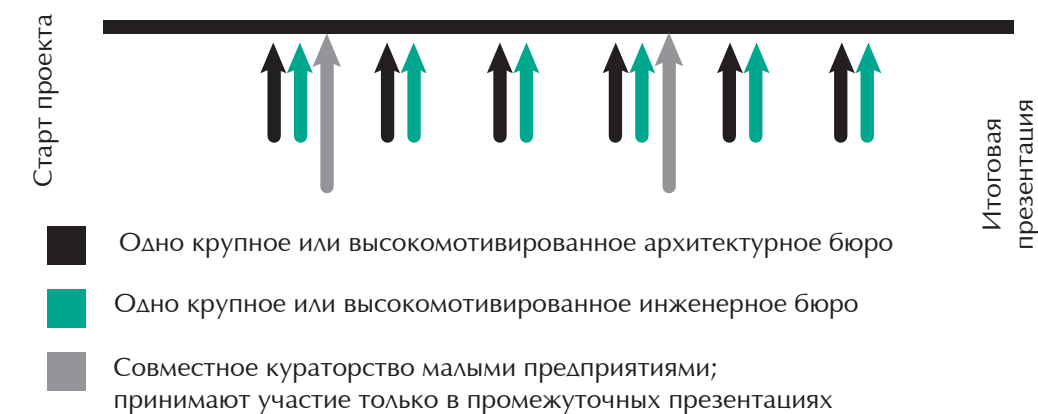 Старт проекта
Итоговая
презентация
Одно крупное или высокомотивированное архитектурное бюро
Одно крупное или высокомотивированное инженерное бюро
Совместное кураторство малыми предприятиями;
принимают участие только в промежуточных презентациях